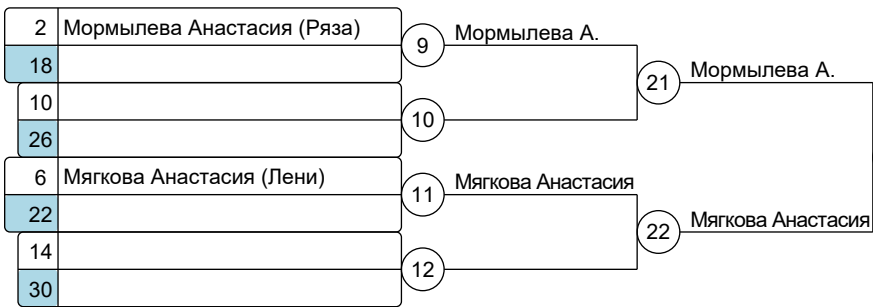 2 Мормылева Анастасия (Ряза)
9 Мормылева А.
18
21 Мормылева А.
10
10
26
6 Мягкова Анастасия (Лени)
11 Мягкова Анастасия
22
22 Мягкова Анастасия
14
12
30